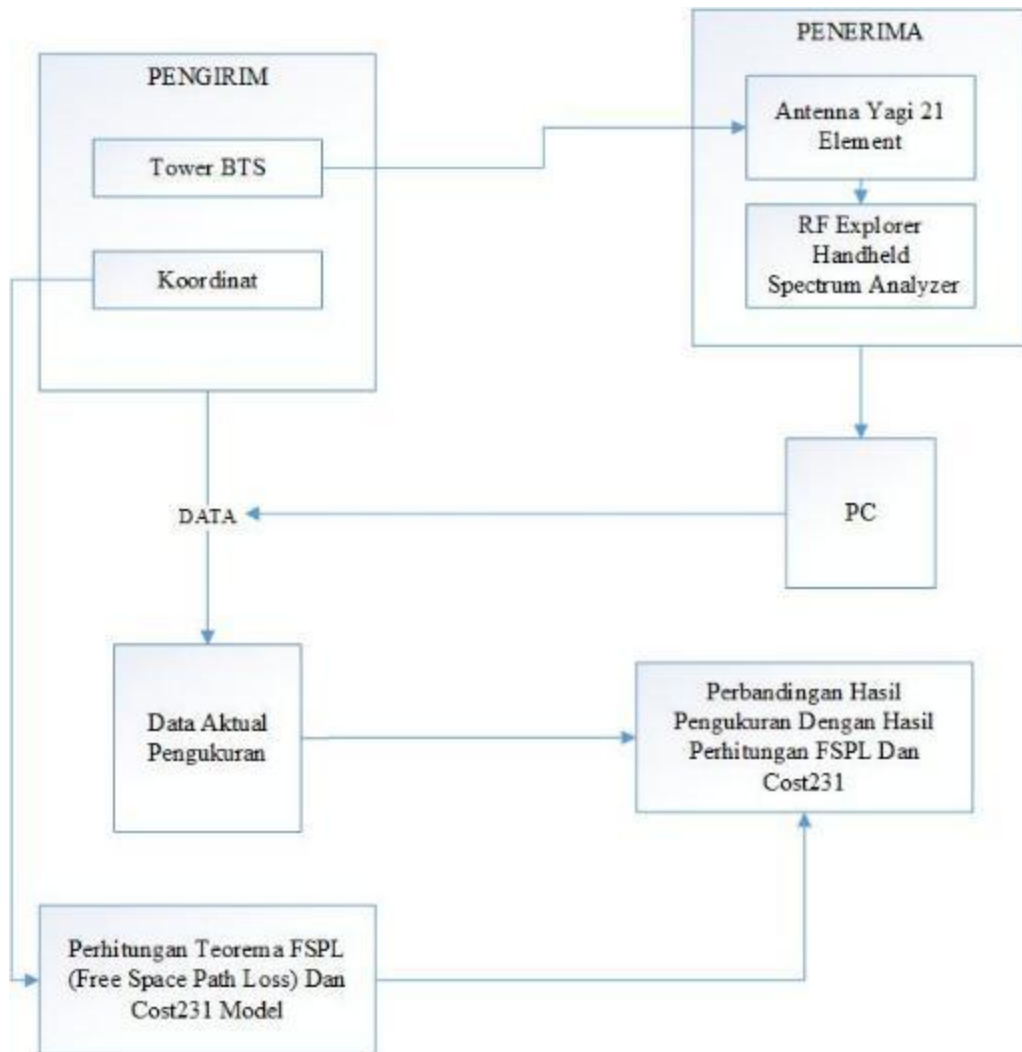 PENGIRIM
Tower BTS
Koordinat
PENERIMA
Antenna Yagi 21
Element
RF Explorer
Handheld
Spectrum Analyzer
PC
DATA
Data Aktual
Pengukuran
Perbandingan Hasil
Pengukuran Dengan Hasil
Perhitungan FSPL Dan
Cost231
Perhitungan Teorema FSPL
(Free Space Path Loss) Dan
Cost231 Model